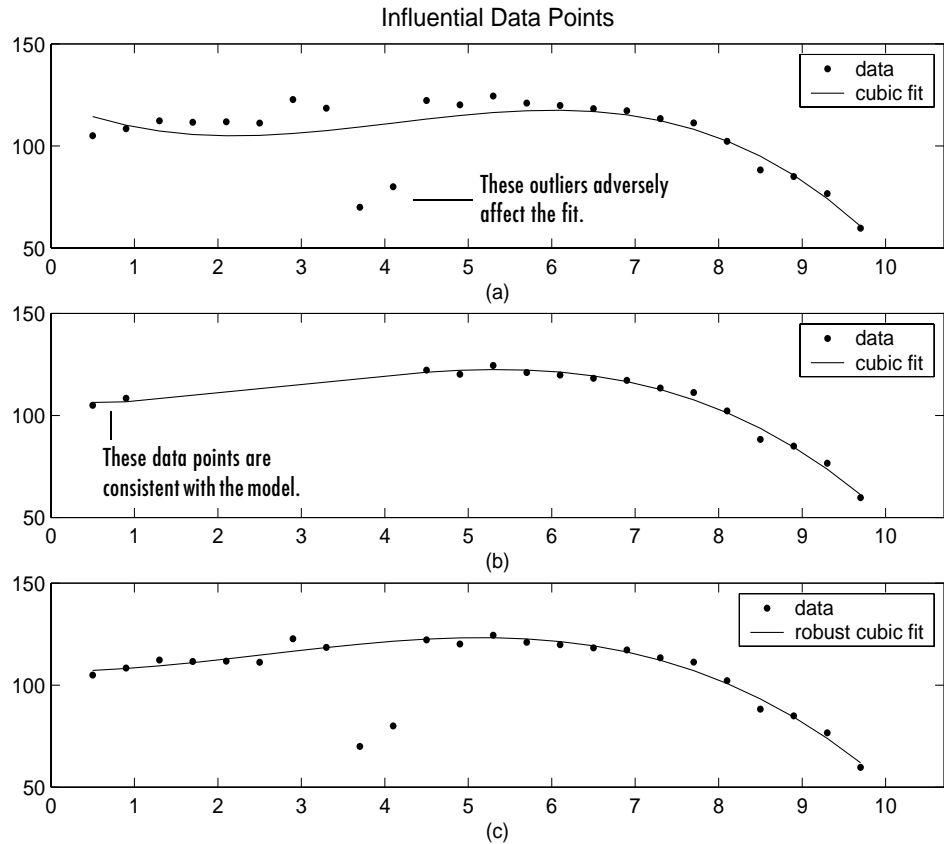 Influential Data Points
150
100
50
data
cubic fit
These outliers adversely
affect the fit.
0 1 2 3 4 5 6 7 8 9 10
(a)
150
100
50
data
cubic fit
These data points are
consistent with the model.
0 1 2 3 4 5 6 7 8 9 10
(b)
150
100
50
data
robust cubic fit
0 1 2 3 4 5 6 7 8 9 10
(c)